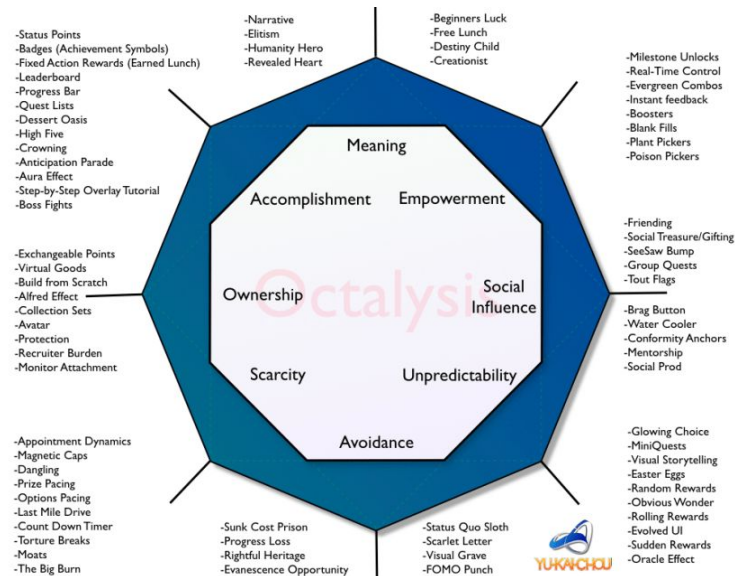 -Narrative
-Elitism
-Humanity Hero
-Revealed Heart
-Beginners Luck
-Free Lunch
-Destiny Child
-Creationist
-Status Points
-Badges (Achievement Symbols)
-Fixed Action Rewards (Earned Lunch)
-Leaderboard
-Progress Bar
-Quest Lists
-Dessert Oasis
-High Five
-Crowning
-Anticipation Parade
-Aura Effect
-Step-by-Step Overlay Tutorial
-Boss Fights
-Milestone Unlocks
-Real-Time Control
-Evergreen Combos
-Instant feedback
-Boosters
-Blank Fills
-Plant Pickers
-Poison Pickers
Meaning
Accomplishment
Empowerment
Ownership
Octalysis
Social
Influence
Scarcity
Unpredictability
Avoidance
-Exchangeable Points
-Virtual Goods
-Build from Scratch
-Alfred Effect
-Collection Sets
-Avatar
-Protection
-Recruiter Burden
-Monitor Attachment
-Friending
-Social Treasure/Gifting
-SeeSaw Bump
-Group Quests
-Tout Flags
-Brag Button
-Water Cooler
-Conformity Anchors
-Mentorship
-Social Prod
-Appointment Dynamics
-Magnetic Caps
-Dangling
-Prize Pacing
-Options Pacing
-Last Mile Drive
-Count Down Timer
-Torture Breaks
-Moats
-The Big Burn
-Sunk Cost Prison
-Progress Loss
-Rightful Heritage
-Evanescence Opportunity
-Status Quo Sloth
-Scarlet Letter
-Visual Grave
-FOMO Punch
-Glowing Choice
-MiniQuests
-Visual Storytelling
-Easter Eggs
-Random Rewards
-Obvious Wonder
-Rolling Rewards
-Evolved UI
-Sudden Rewards
-Oracle Effect
YU-KAI-CHOU